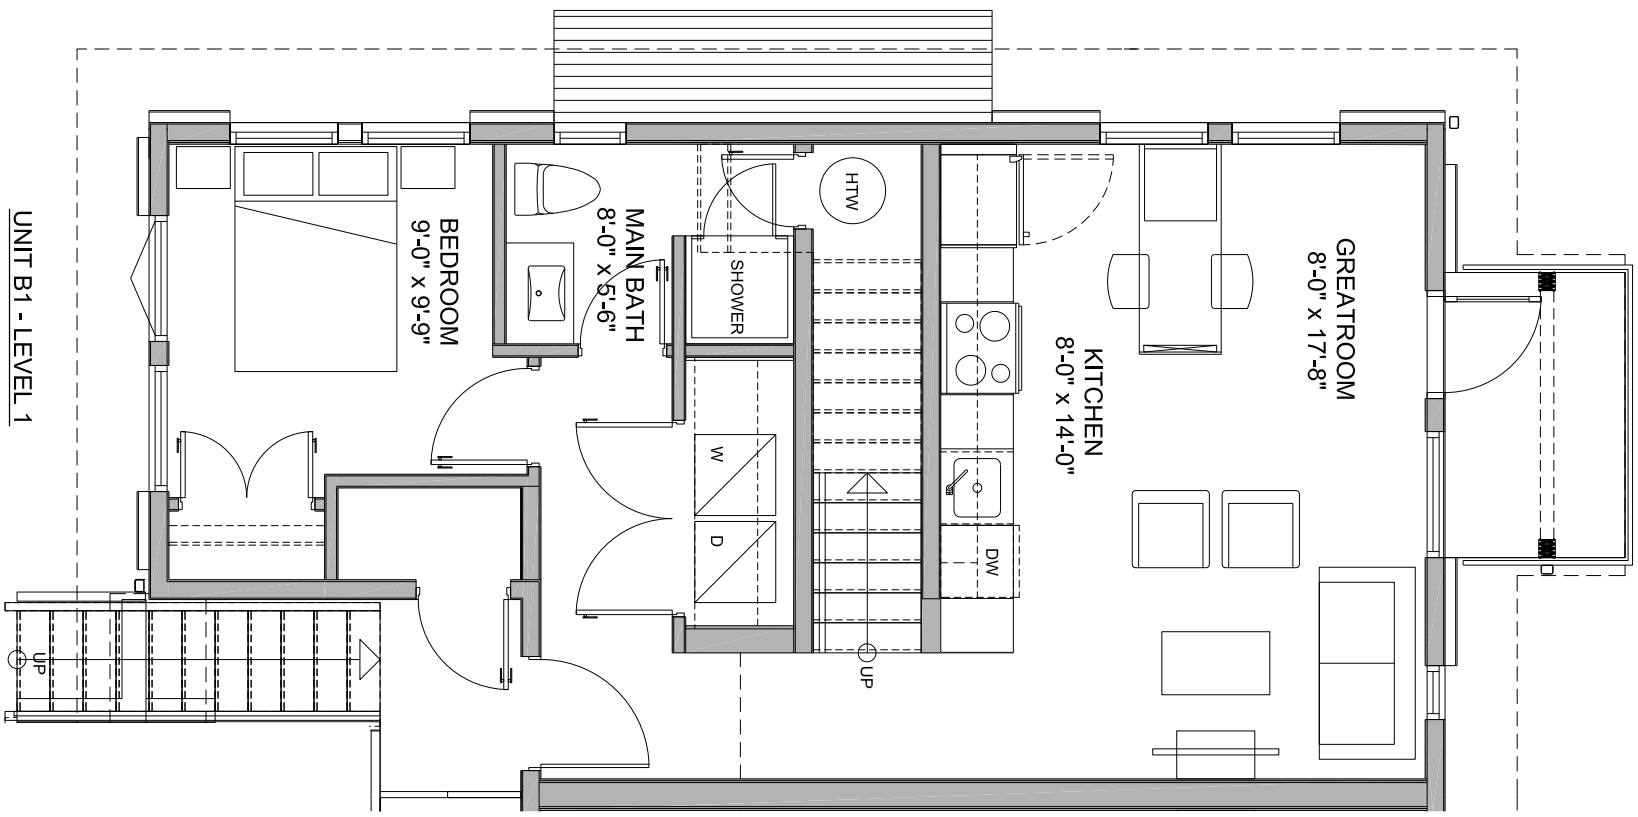 GREATROOM
8'-0" x 17'-8"
KITCHEN
8'-0" x 14'-0"
DW
HTW
UP
SHOWER
W
D
MAIN BATH
8'-0" x 5'-6"
BEDROOM
9'-0" x 9'-9"
UP
UNIT B1 - LEVEL 1